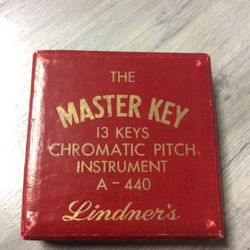 THE
MASTER KEY
13 KEYS
CHROMATIC PITCH
INSTRUMENT
A-440
Lindner's